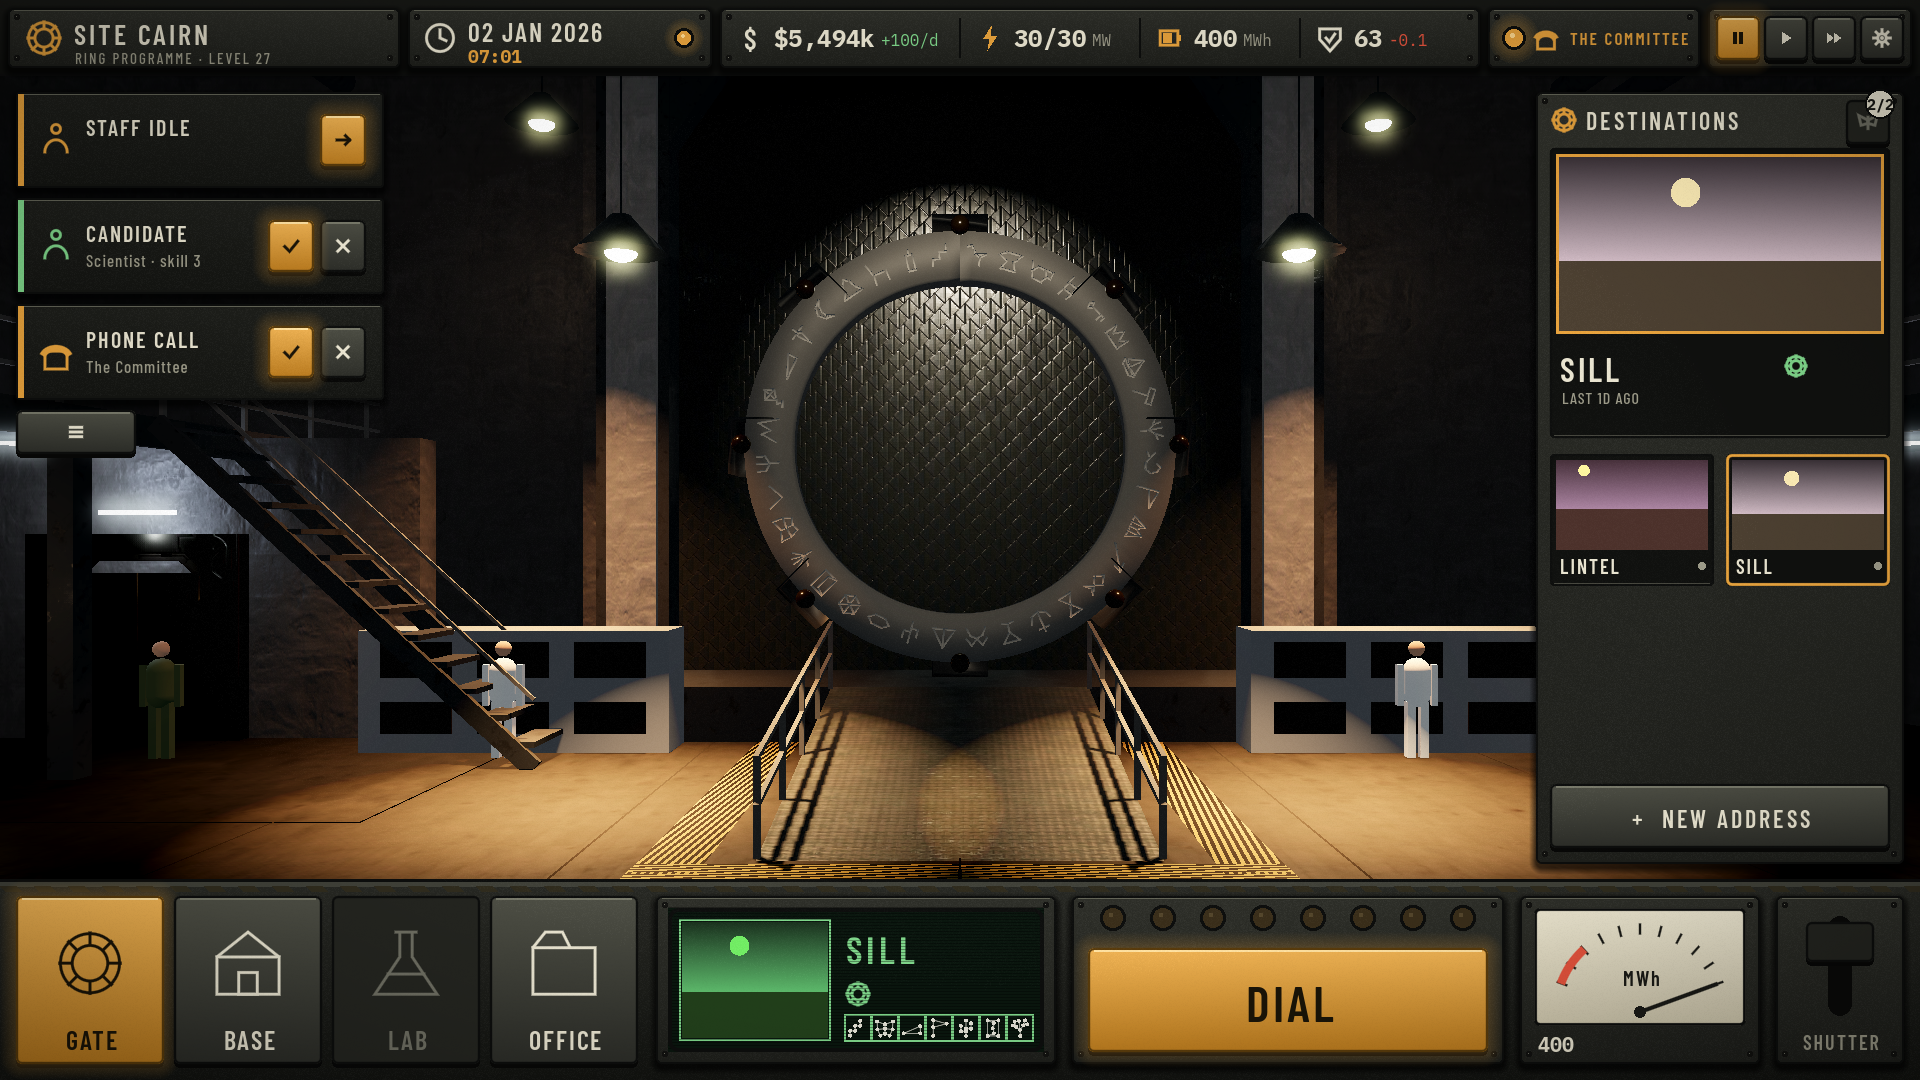 SITE CAIRN
RING PROGRAMME · LEVEL 27
02 JAN 2026
07:01
$ $5,494k +100/d
30/30 MW
400 MWh
63 -0.1
THE COMMITTEE
STAFF IDLE
CANDIDATE
Scientist · skill 3
PHONE CALL
The Committee
DESTINATIONS
2/2
SILL
LAST 1D AGO
LINTEL
SILL
+ NEW ADDRESS
GATE
BASE
LAB
OFFICE
SILL
DIAL
MWh
400
SHUTTER